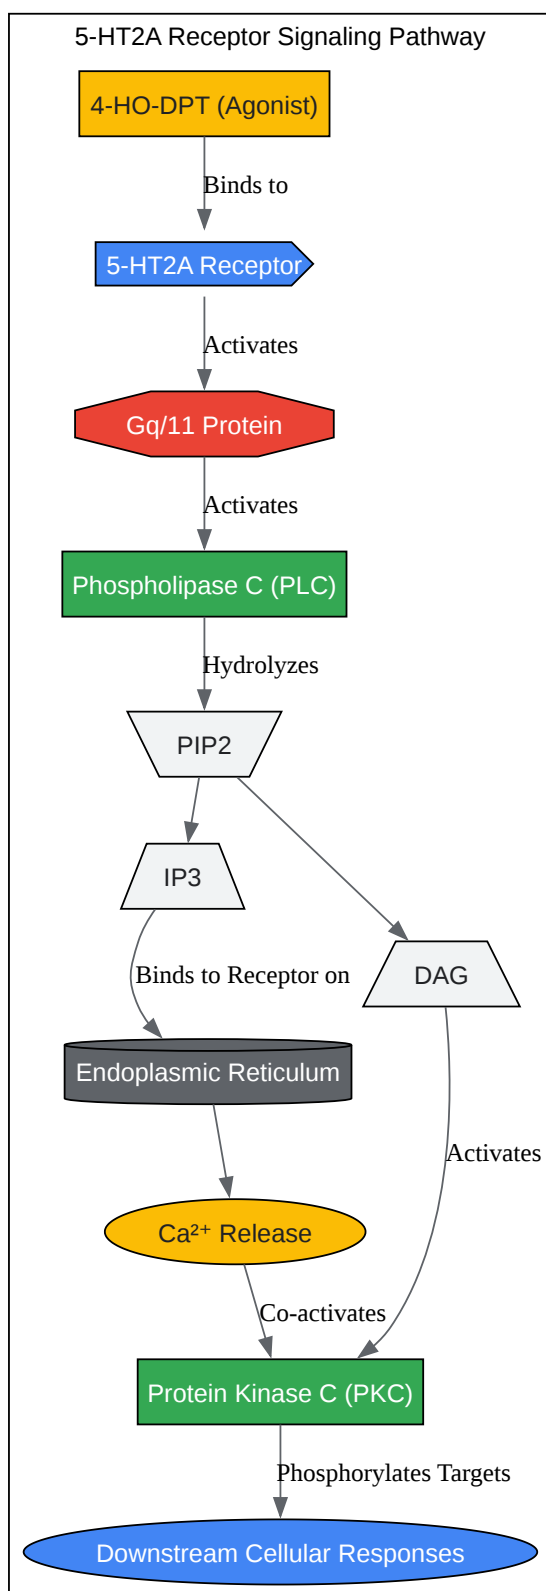 5-HT2A Receptor Signaling Pathway
4-HO-DPT (Agonist)
Binds to
5-HT2A Receptor
Activates
Gq/11 Protein
Activates
Phospholipase C (PLC)
Hydrolyzes
PIP2
IP3
DAG
Binds to Receptor on
Endoplasmic Reticulum
Activates
Ca²⁺ Release
Co-activates
Protein Kinase C (PKC)
Phosphorylates Targets
Downstream Cellular Responses